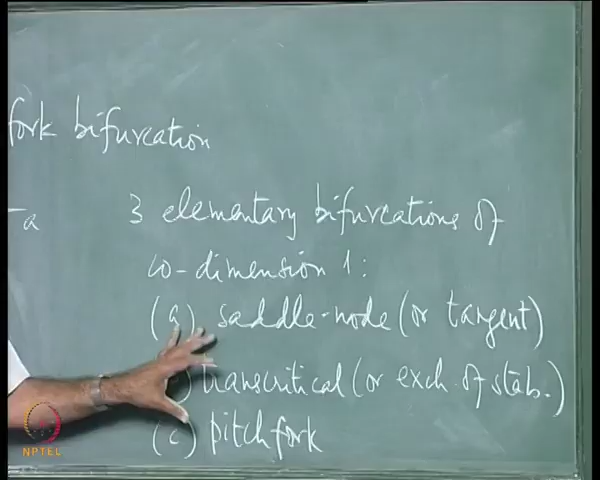 fork bifurcation
a
3 elementary bifurcations of
co-dimension 1:
(a) saddle-node (or tangent)
) transcritical (or exch. of stab.)
(c) pitchfork
NPTEL